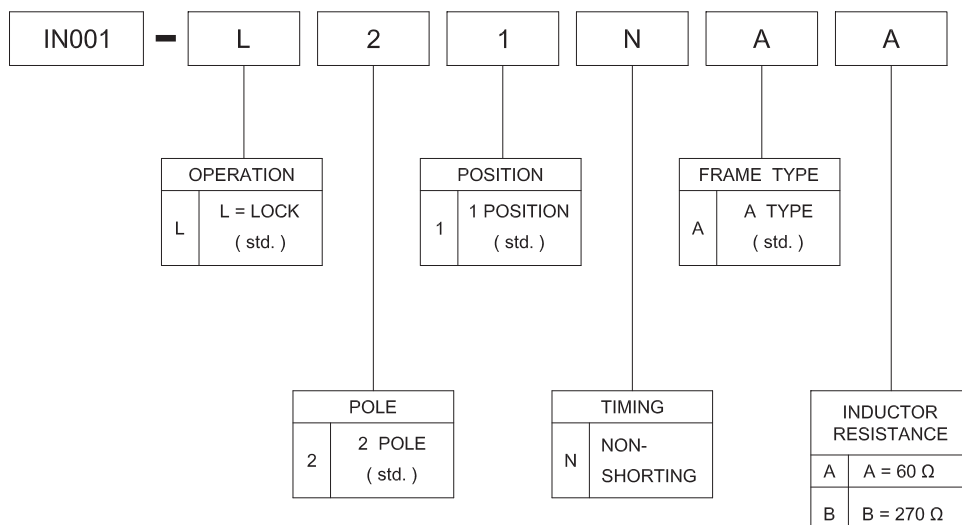 IN001 - L 2 1 N A A
OPERATION
L L = LOCK
( std. )
POSITION
1 1 POSITION
( std. )
FRAME TYPE
A A TYPE
( std. )
POLE
2 2 POLE
( std. )
TIMING
N NON-
SHORTING
INDUCTOR
RESISTANCE
A A = 60 Ω
B B = 270 Ω